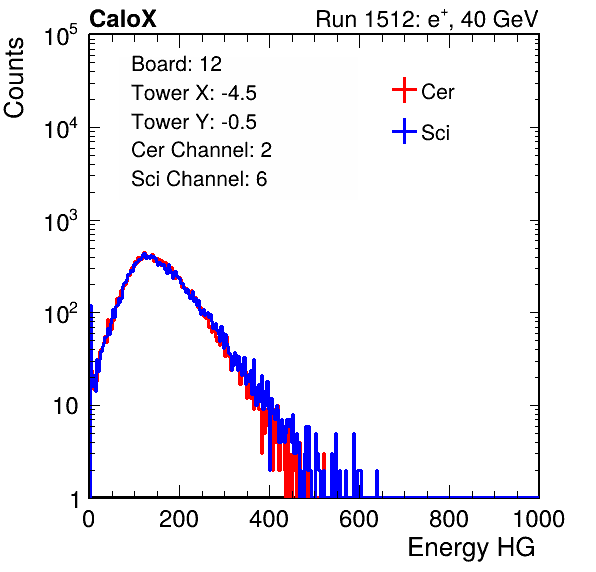 CaloX Run 1512: e⁺, 40 GeV
Counts
10⁵
10⁴
10³
10²
10
1
Board: 12
Tower X: -4.5
Tower Y: -0.5
Cer Channel: 2
Sci Channel: 6
Cer
Sci
0 200 400 600 800 1000
Energy HG